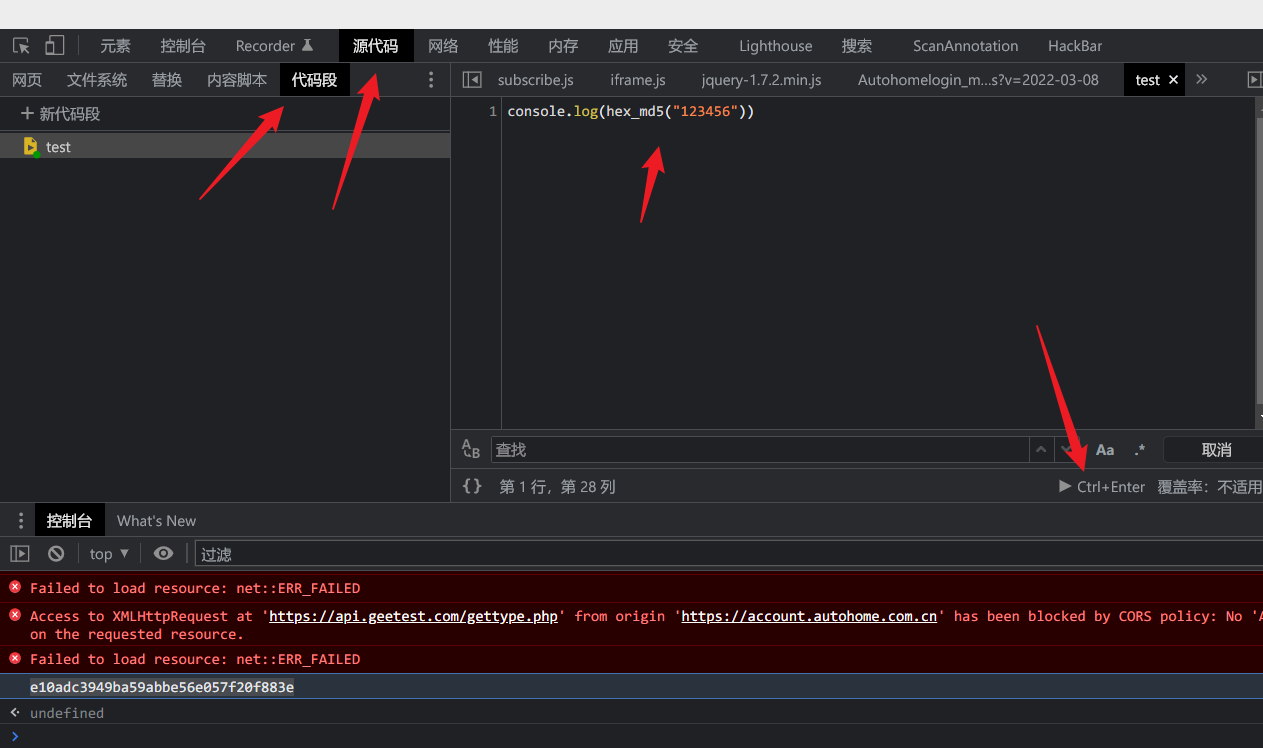 元素 控制台 Recorder 源代码 网络 性能 内存 应用 安全 Lighthouse 搜索 ScanAnnotation HackBar
网页 文件系统 替换 内容脚本 代码段 subscribe.js iframe.js jquery-1.7.2.min.js Autohomelogin_m...s?v=2022-03-08 test ✕ »
+ 新代码段
1 console.log(hex_md5("123456"))
test
查找 Aa .* 取消
{} 第 1 行，第 28 列 ▶ Ctrl+Enter 覆盖率：不适用
控制台 What's New
top ▼ 过滤
Failed to load resource: net::ERR_FAILED
Access to XMLHttpRequest at 'https://api.geetest.com/gettype.php' from origin 'https://account.autohome.com.cn' has been blocked by CORS policy: No
on the requested resource.
Failed to load resource: net::ERR_FAILED
e10adc3949ba59abbe56e057f20f883e
undefined